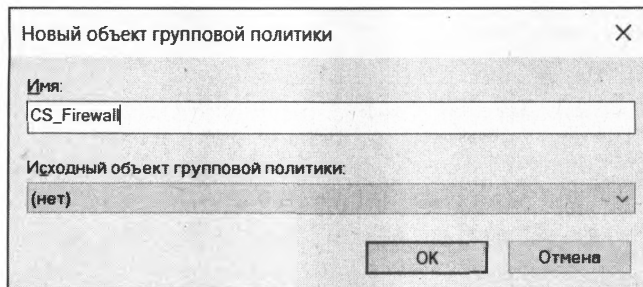 Новый объект групповой политики
Имя:
CS_Firewall
Исходный объект групповой политики:
(нет)
OK
Отмена